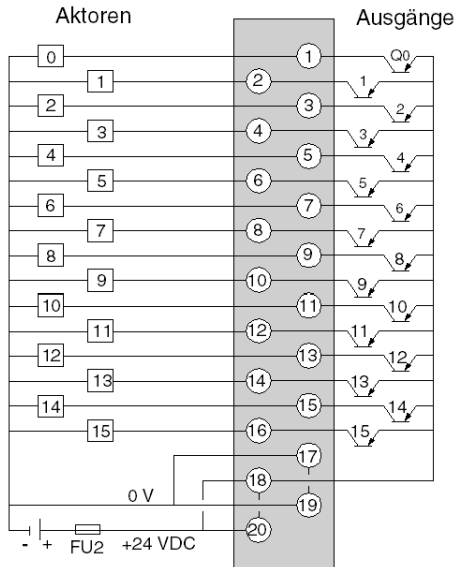 Aktoren Ausgänge
0 1 Q0
1 2 1
2 3 2
3 4 3
4 5 4
5 6 5
6 7 6
7 8 7
8 9 8
9 10 9
10 11 10
11 12 11
12 13 12
13 14 13
14 15 14
15 16 15
17
18
0 V 19
- + FU2 +24 VDC 20